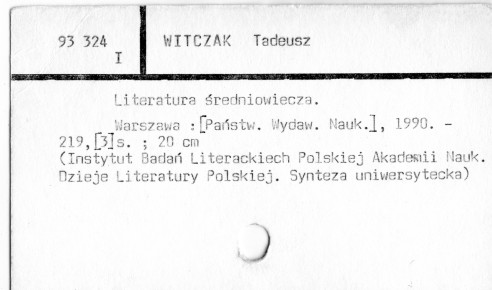 93 324
I
WITCZAK Tadeusz
Literatura średniowiecza.
Warszawa : [Państw. Wydaw. Nauk.], 1990. -
219,[3]s. ; 20 cm
(Instytut Badań Literackiech Polskiej Akademii Nauk.
Dzieje Literatury Polskiej. Synteza uniwersytecka)